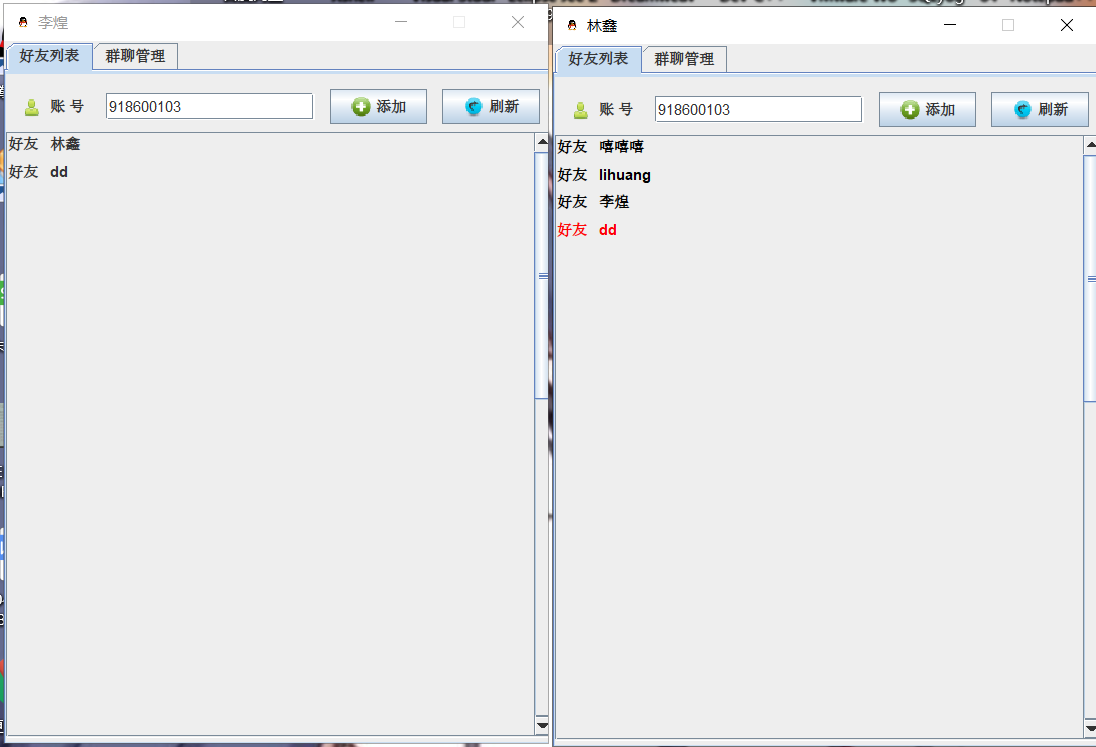 李煌
好友列表 群聊管理
账 号 918600103 添加 刷新
好友 林鑫
好友 dd
林鑫
好友列表 群聊管理
账 号 918600103 添加 刷新
好友 嘻嘻嘻
好友 lihuang
好友 李煌
好友 dd